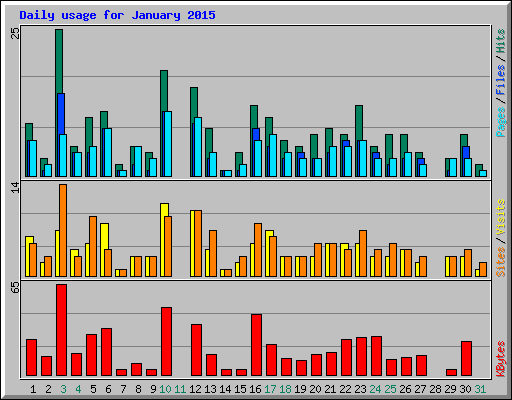 Daily usage for January 2015
25
Pages / Files / Hits
14
Sites / Visits
65
KBytes
1 2 3 4 5 6 7 8 9 10 11 12 13 14 15 16 17 18 19 20 21 22 23 24 25 26 27 28 29 30 31